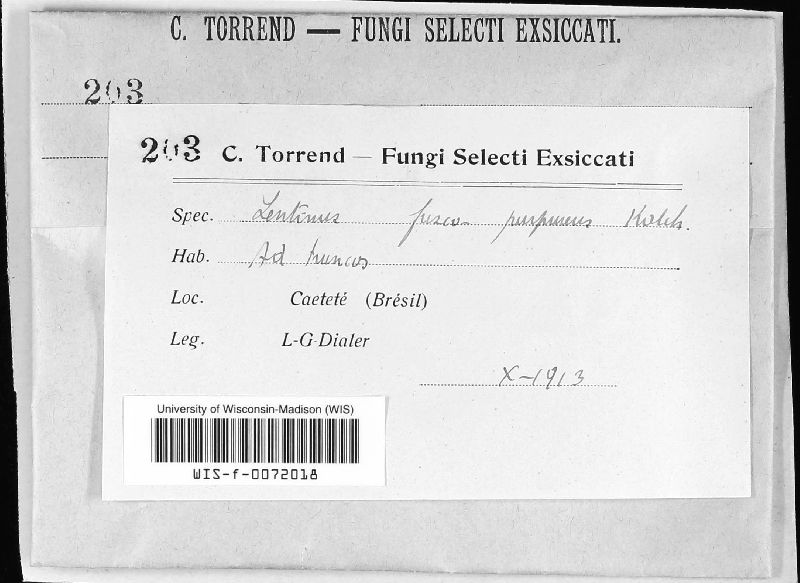 C. TORREND — FUNGI SELECTI EXSICCATI.
203
203 C. Torrend — Fungi Selecti Exsiccati
Spec. Lentinus fusco-purpureus Kalch.
Hab. Ad truncos
Loc. Caeteté (Brésil)
Leg. L-G-Dialer
X-1913
University of Wisconsin-Madison (WIS)
WIS-f-0072018